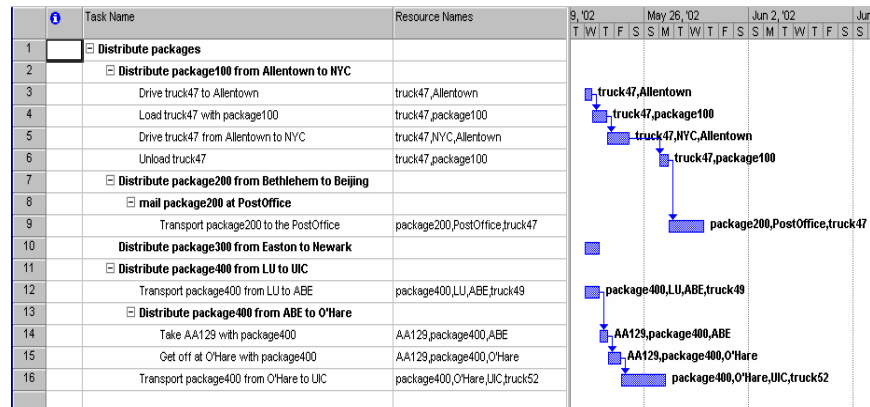 Task Name Resource Names 9, '02 May 26, '02 Jun 2, '02 Jun
T W T F S S M T W T F S S M T W T F S S
1 Distribute packages
2 Distribute package100 from Allentown to NYC
3 Drive truck47 to Allentown truck47,Allentown truck47,Allentown
4 Load truck47 with package100 truck47,package100 truck47,package100
5 Drive truck47 from Allentown to NYC truck47,NYC,Allentown truck47,NYC,Allentown
6 Unload truck47 truck47,package100 truck47,package100
7 Distribute package200 from Bethlehem to Beijing
8 mail package200 at PostOffice
9 Transport package200 to the PostOffice package200,PostOffice,truck47 package200,PostOffice,truck47
10 Distribute package300 from Easton to Newark
11 Distribute package400 from LU to UIC
12 Transport package400 from LU to ABE package400,LU,ABE,truck49 package400,LU,ABE,truck49
13 Distribute package400 from ABE to O'Hare
14 Take AA129 with package400 AA129,package400,ABE AA129,package400,ABE
15 Get off at O'Hare with package400 AA129,package400,O'Hare AA129,package400,O'Hare
16 Transport package400 from O'Hare to UIC package400,O'Hare,UIC,truck52 package400,O'Hare,UIC,truck52